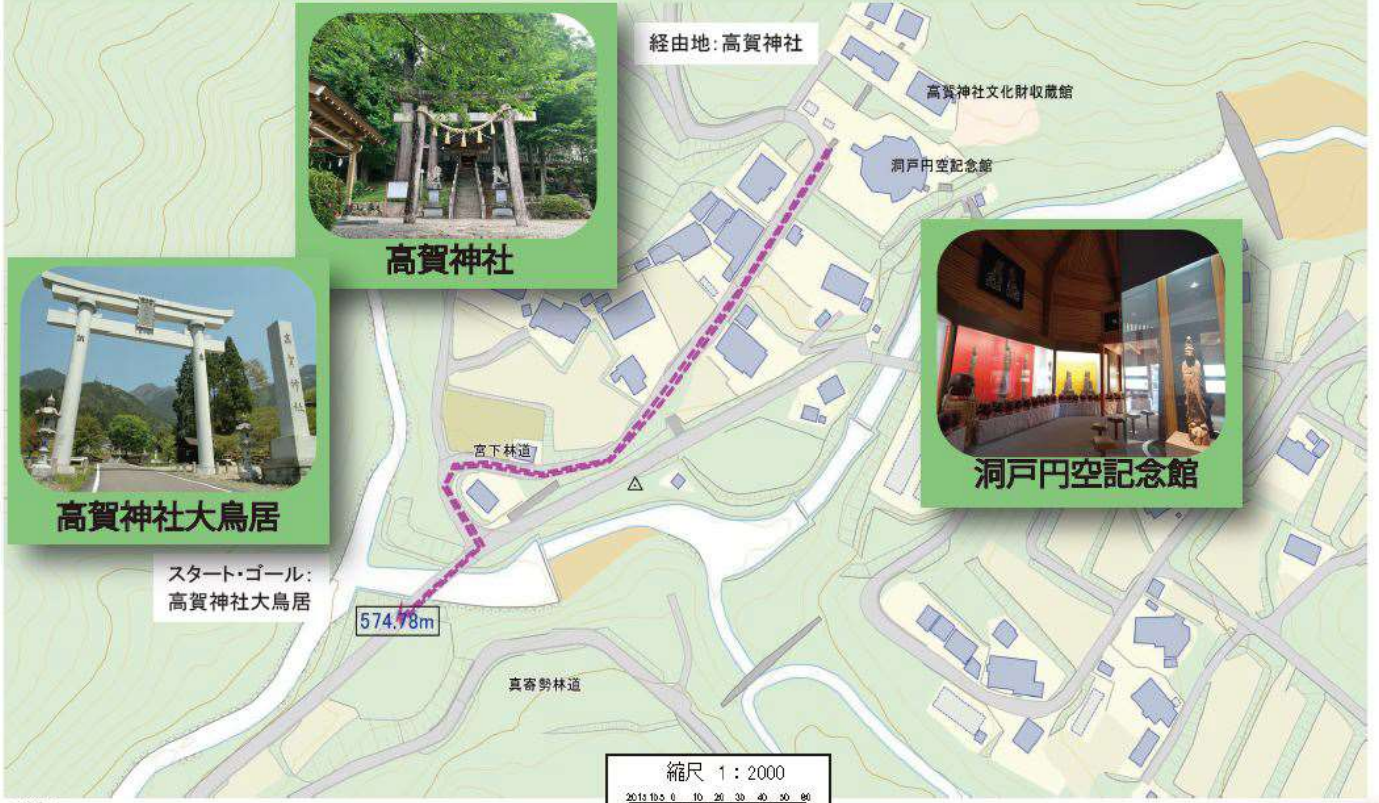 経由地:高賀神社
高賀神社文化財収蔵館
洞戸円空記念館
高賀神社
高賀神社
高賀神社大鳥居
洞戸円空記念館
宮下林道
スタート・ゴール:
高賀神社大鳥居
574.78m
真寄勢林道
縮尺 1:2000
10 20 30 40 50 60